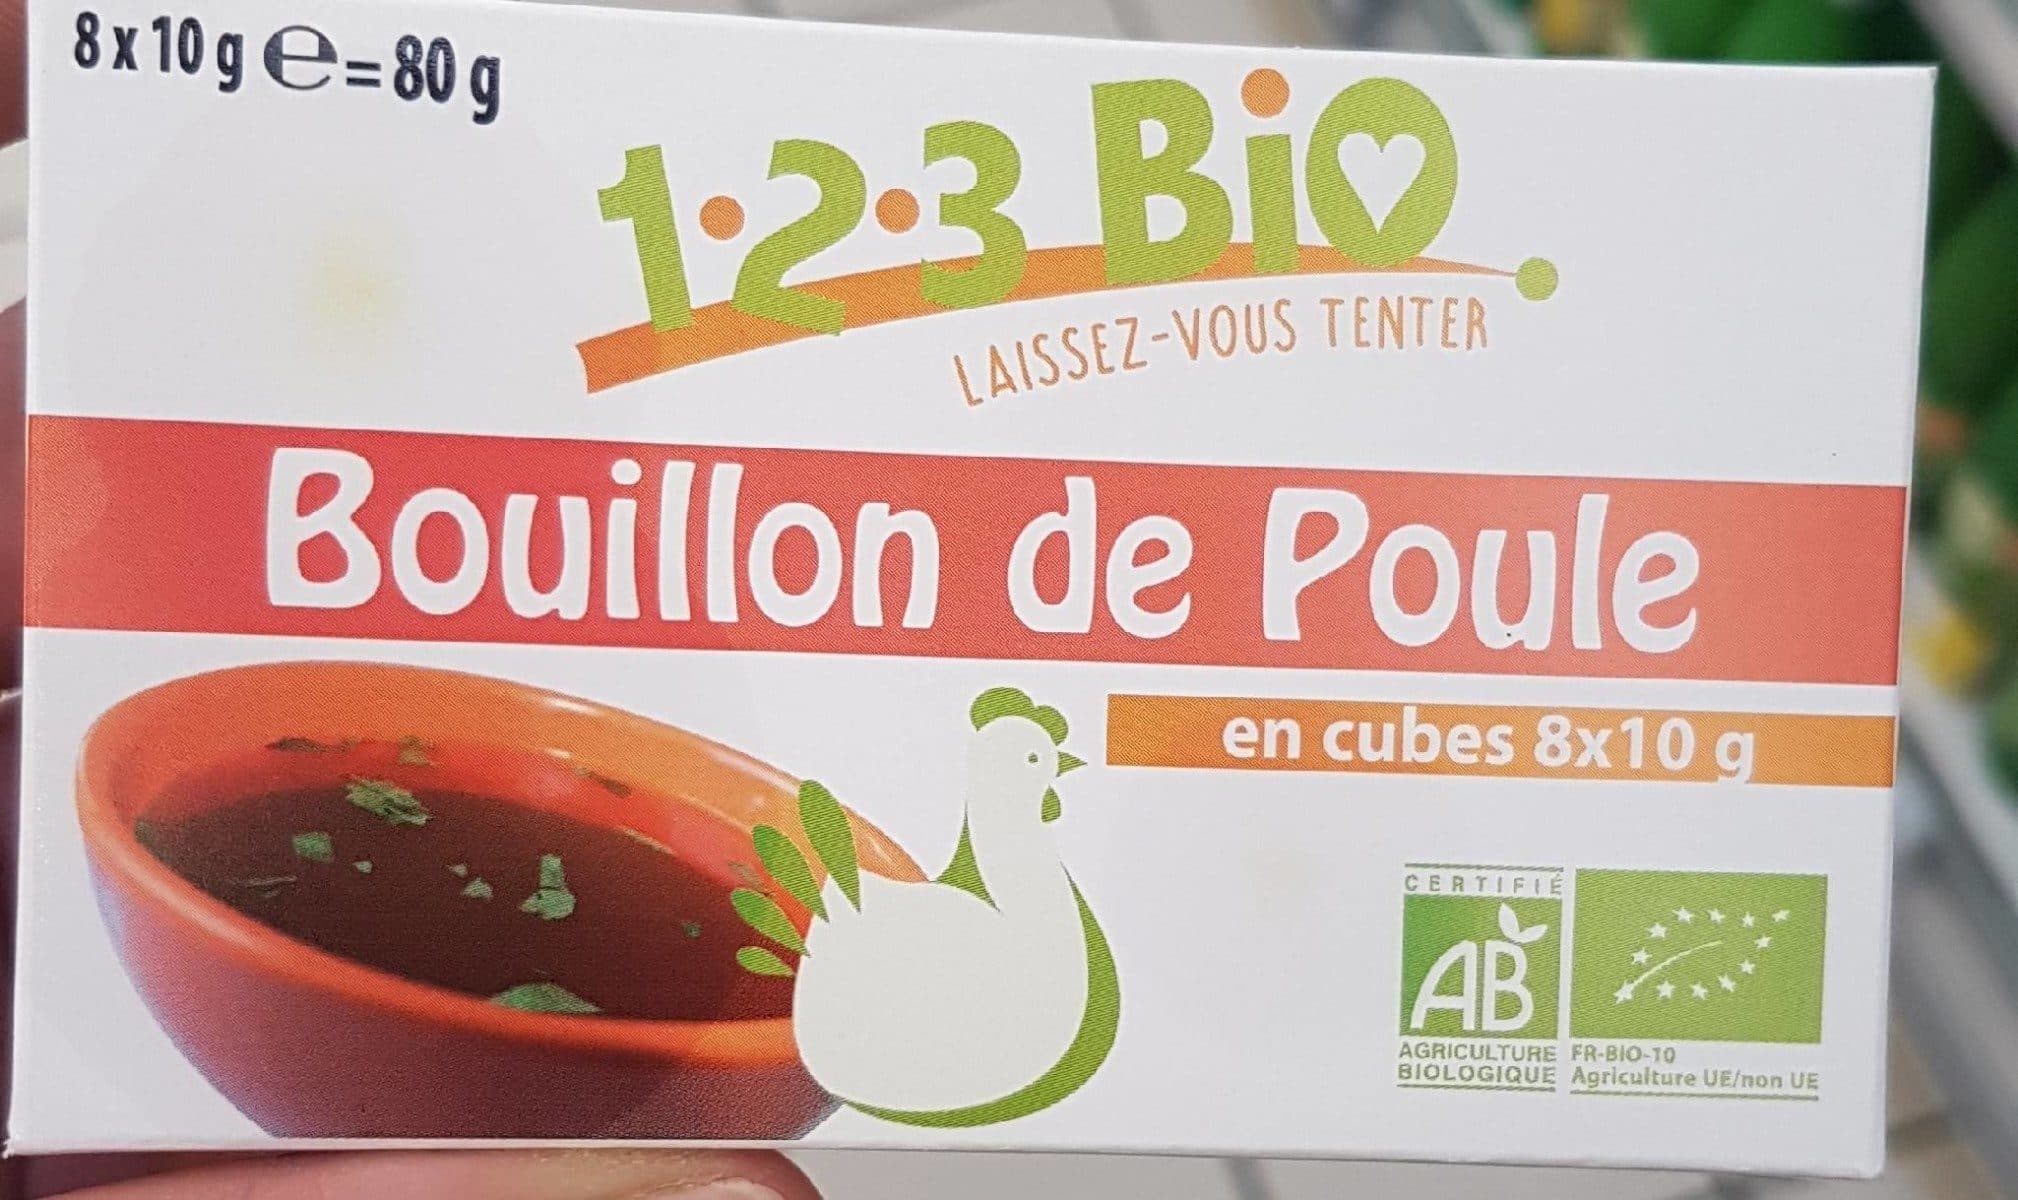 8 x 10 g ℮ = 80 g
1•2•3 BiO
LAISSEZ-VOUS TENTER
Bouillon de Poule
en cubes 8x10 g
CERTIFIÉ
AB
AGRICULTURE
BIOLOGIQUE
FR-BIO-10
Agriculture UE/non UE